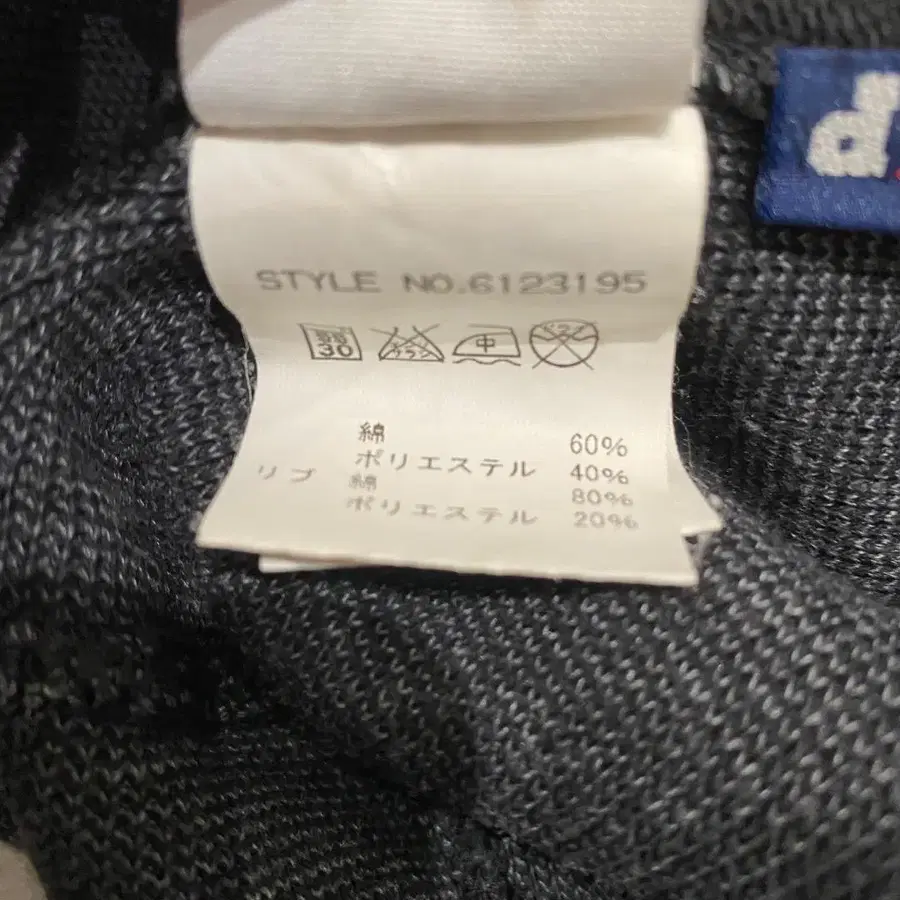 d.
STYLE NO.6123195
30
中
綿 60%
ポリエステル 40%
リブ 綿 80%
ポリエステル 20%